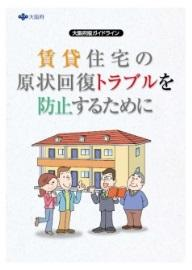 大阪府
大阪府版ガイドライン
賃貸住宅の
原状回復トラブルを
防止するために